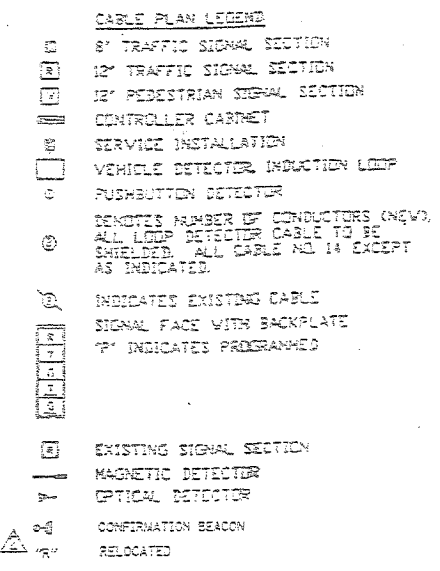 CABLE PLAN LEGEND
8" TRAFFIC SIGNAL SECTION
R 12" TRAFFIC SIGNAL SECTION
12" PEDESTRIAN SIGNAL SECTION
CONTROLLER CABINET
SERVICE INSTALLATION
VEHICLE DETECTOR, INDUCTION LOOP
PUSHBUTTON DETECTOR
DENOTES NUMBER OF CONDUCTORS (NEW),
ALL LOOP DETECTOR CABLE TO BE
SHIELDED. ALL CABLE NO. 14 EXCEPT
AS INDICATED.
INDICATES EXISTING CABLE
SIGNAL FACE WITH BACKPLATE
"P" INDICATES PROGRAMMED
R EXISTING SIGNAL SECTION
MAGNETIC DETECTOR
OPTICAL DETECTOR
CONFIRMATION BEACON
"R" RELOCATED